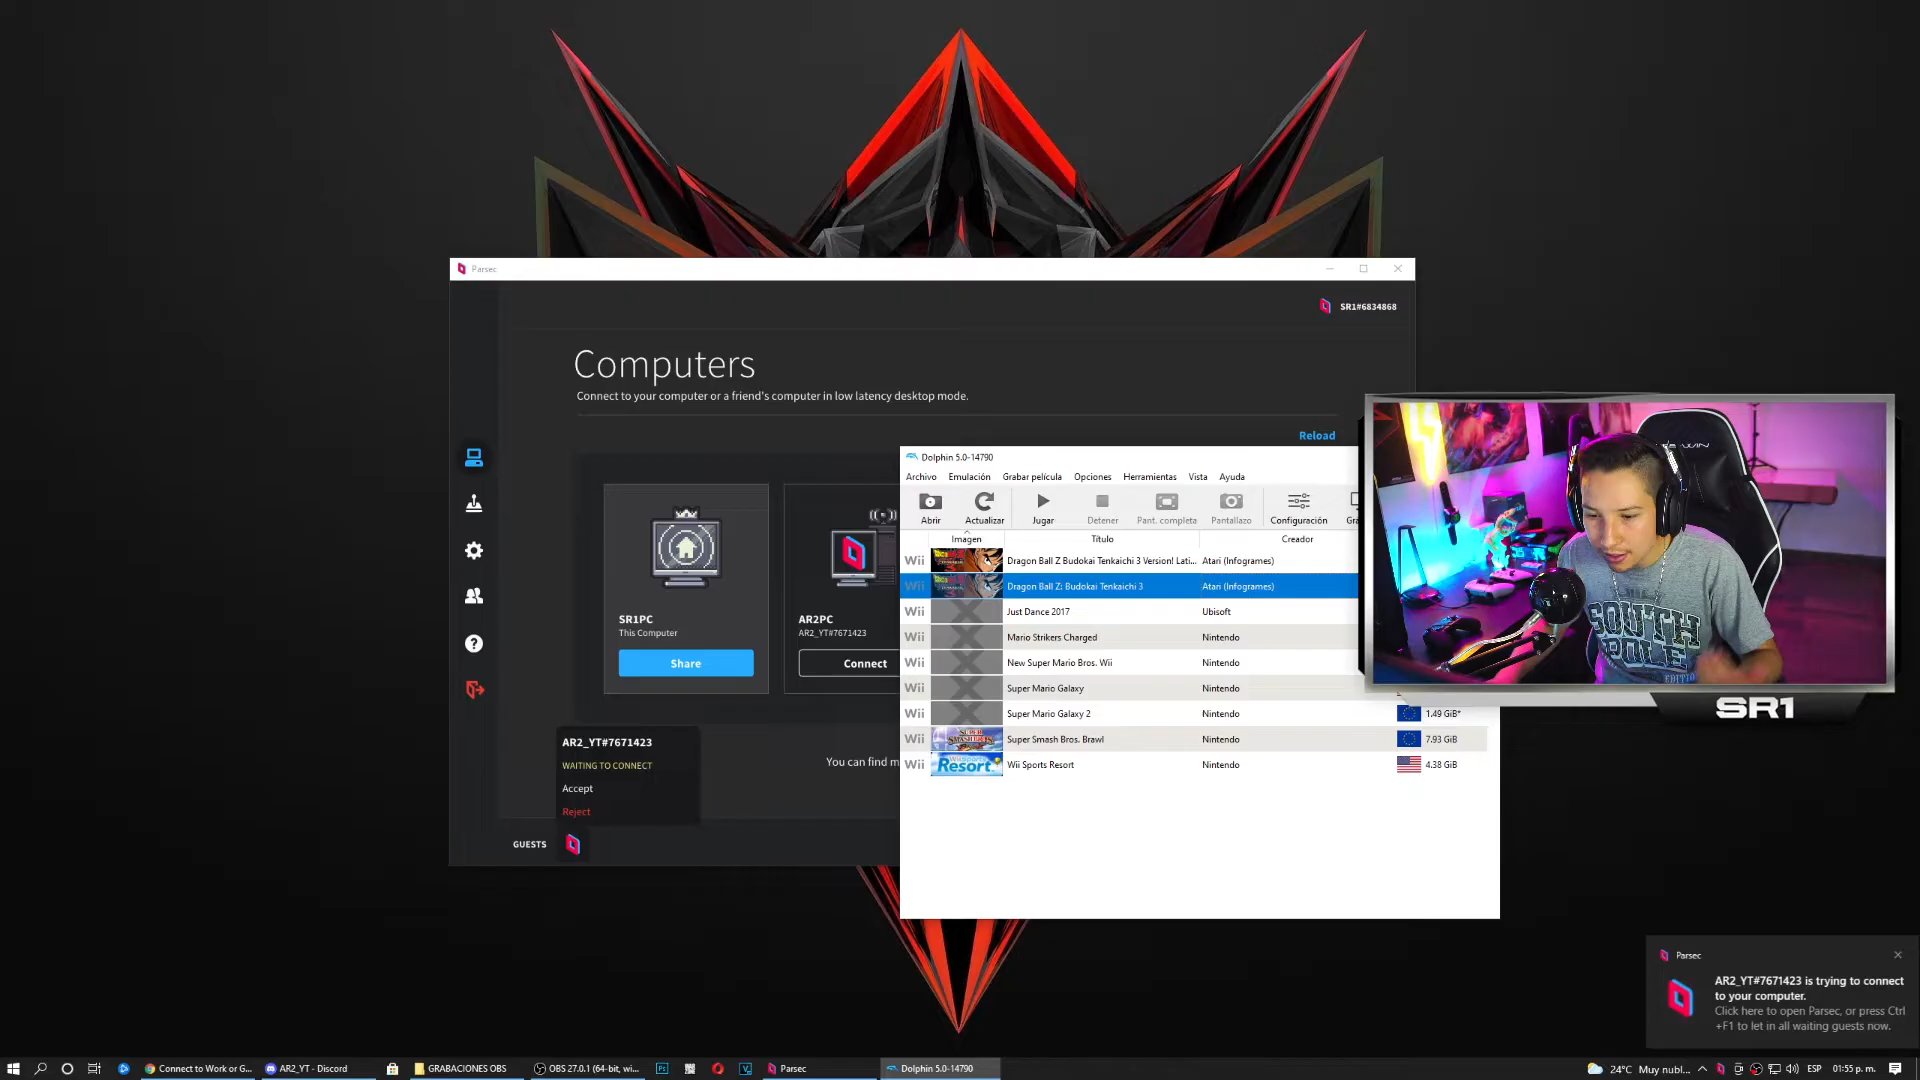 Parsec
SR1#6834868
Computers
Connect to your computer or a friend's computer in low latency desktop mode.
Reload
SR1PC
This Computer
Share
AR2PC
AR2_YT#7671423
Connect
AR2_YT#7671423
WAITING TO CONNECT
Accept
Reject
You can find m
GUESTS
Dolphin 5.0-14790
Archivo Emulación Grabar película Opciones Herramientas Vista Ayuda
Abrir Actualizar Jugar Detener Pant. completa Pantallazo Configuración Gra
Imagen Título Creador
Wii Dragon Ball Z Budokai Tenkaichi 3 Version! Lati... Atari (Infogrames)
Wii Dragon Ball Z: Budokai Tenkaichi 3 Atari (Infogrames)
Wii Just Dance 2017 Ubisoft
Wii Mario Strikers Charged Nintendo
Wii New Super Mario Bros. Wii Nintendo
Wii Super Mario Galaxy Nintendo
Wii Super Mario Galaxy 2 Nintendo 1.49 GiB*
Wii Super Smash Bros. Brawl Nintendo 7.93 GiB
Wii Resort Wii Sports Resort Nintendo 4.38 GiB
SOUTH
POLE
EDITIO
SR1
Parsec
AR2_YT#7671423 is trying to connect
to your computer.
Click here to open Parsec, or press Ctrl
+F1 to let in all waiting guests now.
Connect to Work or G... AR2_YT - Discord GRABACIONES OBS OBS 27.0.1 (64-bit, wi... Ps Parsec Dolphin 5.0-14790 24°C Muy nubl... ESP 01:55 p. m.